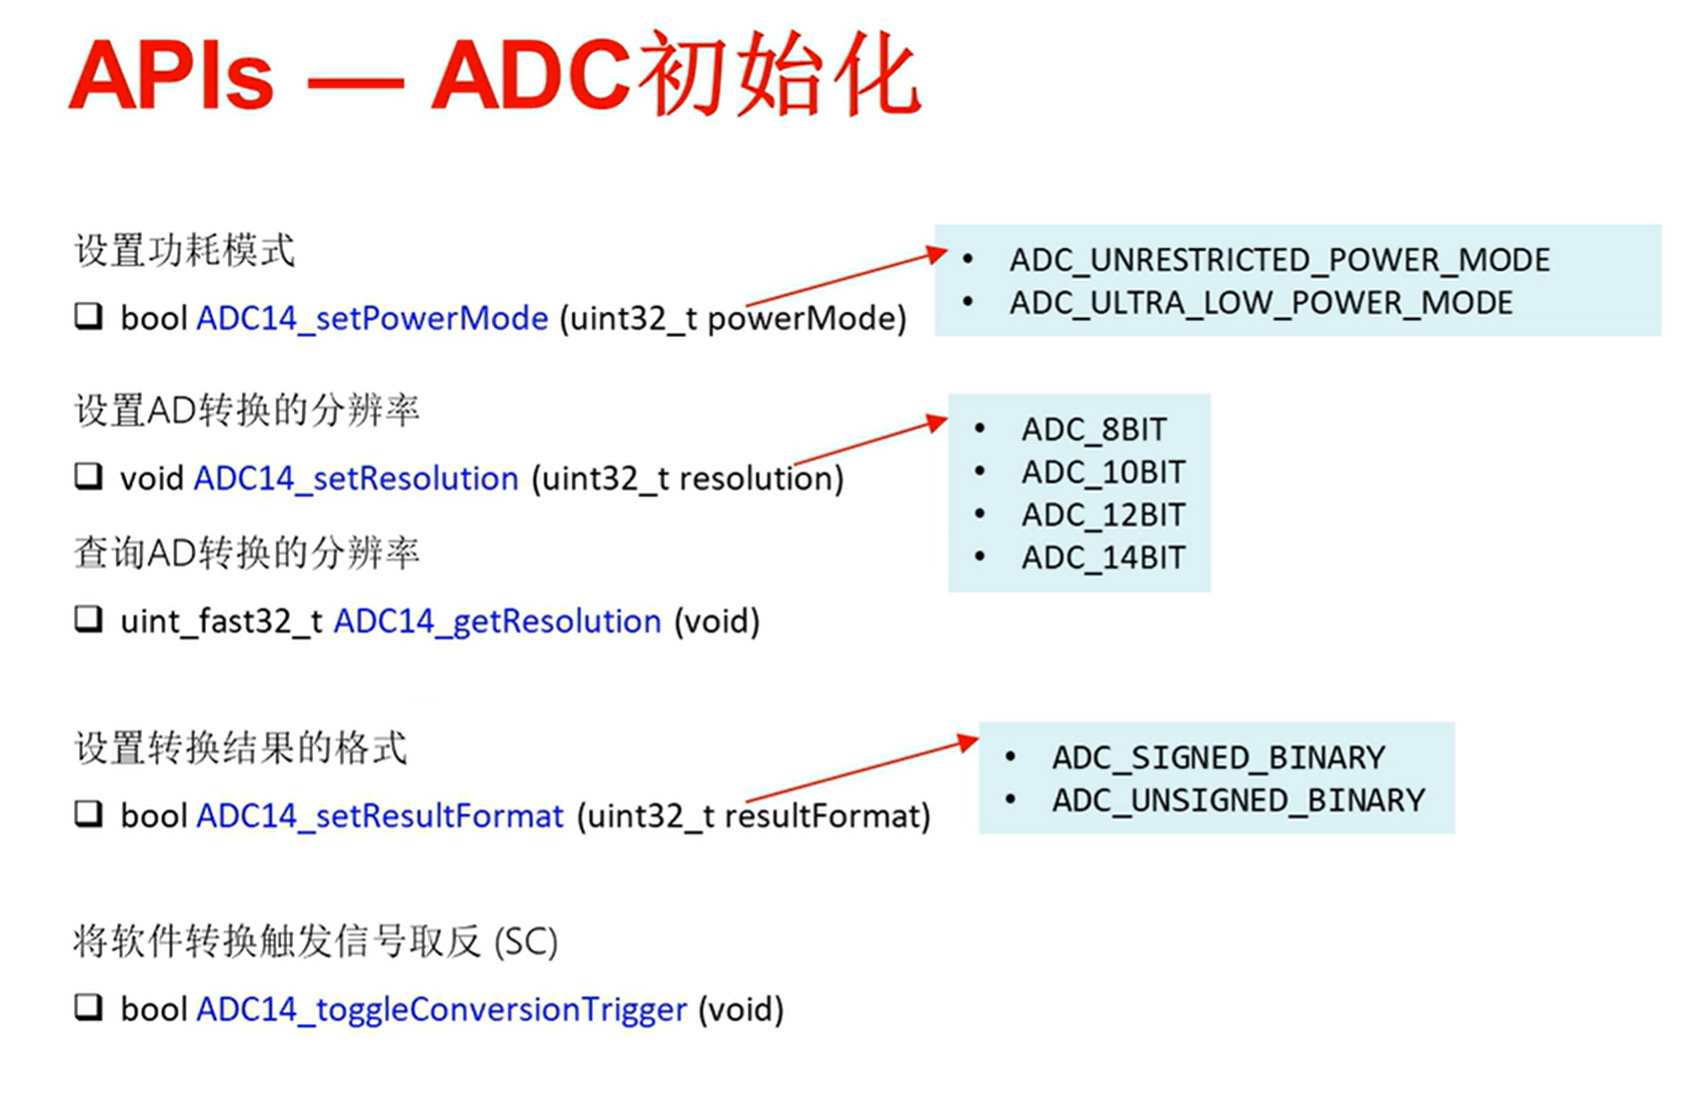 APIs — ADC初始化
设置功耗模式
❑ bool ADC14_setPowerMode (uint32_t powerMode)
• ADC_UNRESTRICTED_POWER_MODE
• ADC_ULTRA_LOW_POWER_MODE
设置AD转换的分辨率
❑ void ADC14_setResolution (uint32_t resolution)
• ADC_8BIT
• ADC_10BIT
• ADC_12BIT
• ADC_14BIT
查询AD转换的分辨率
❑ uint_fast32_t ADC14_getResolution (void)
设置转换结果的格式
❑ bool ADC14_setResultFormat (uint32_t resultFormat)
• ADC_SIGNED_BINARY
• ADC_UNSIGNED_BINARY
将软件转换触发信号取反 (SC)
❑ bool ADC14_toggleConversionTrigger (void)